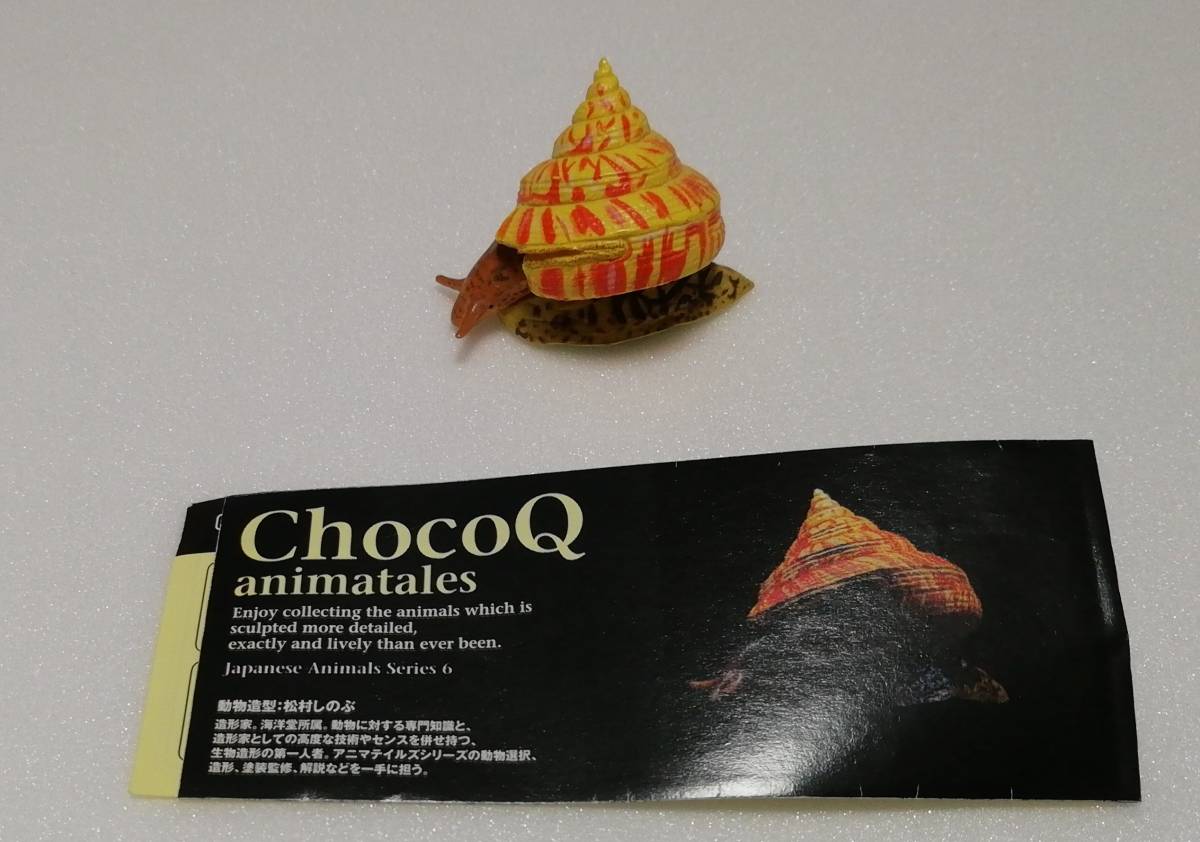 ChocoQ
animatales
Enjoy collecting the animals which is
sculpted more detailed,
exactly and lively than ever been.
Japanese Animals Series 6
動物造型:松村しのぶ
造形家。海洋堂所属。動物に対する専門知識と、
造形家としての高度な技術やセンスを併せ持つ、
生物造形の第一人者。アニマテイルズシリーズの動物選択、
造形、塗装監修、解説などを一手に担う。